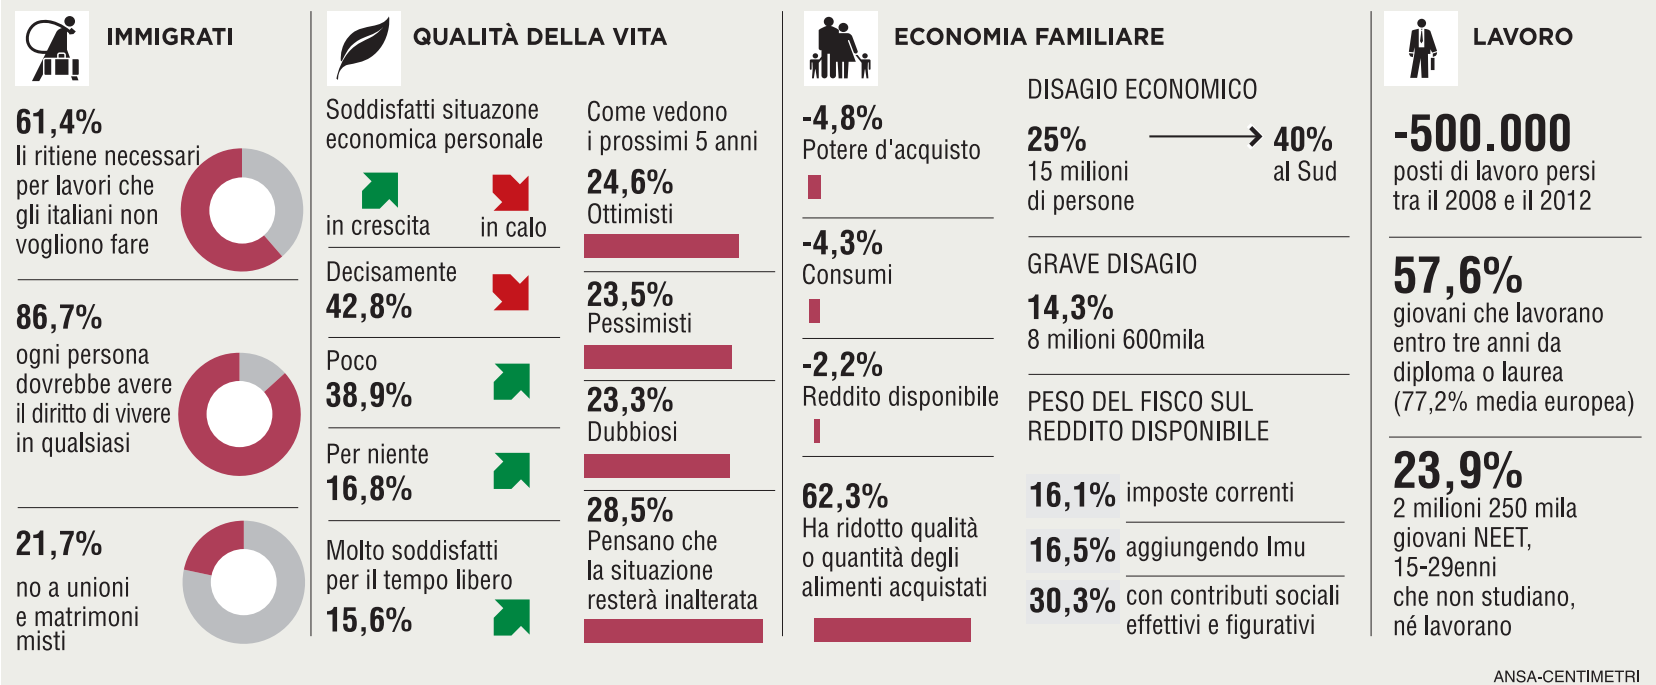 IMMIGRATI
61,4%
li ritiene necessari
per lavori che
gli italiani non
vogliono fare
86,7%
ogni persona
dovrebbe avere
il diritto di vivere
in qualsiasi
21,7%
no a unioni
e matrimoni
misti
QUALITÀ DELLA VITA
Soddisfatti situazone
economica personale
in crescita
in calo
Decisamente
42,8%
Poco
38,9%
Per niente
16,8%
Molto soddisfatti
per il tempo libero
15,6%
Come vedono
i prossimi 5 anni
24,6%
Ottimisti
23,5%
Pessimisti
23,3%
Dubbiosi
28,5%
Pensano che
la situazione
resterà inalterata
ECONOMIA FAMILIARE
-4,8%
Potere d'acquisto
-4,3%
Consumi
-2,2%
Reddito disponibile
62,3%
Ha ridotto qualità
o quantità degli
alimenti acquistati
DISAGIO ECONOMICO
25%
15 milioni
di persone
40%
al Sud
GRAVE DISAGIO
14,3%
8 milioni 600mila
PESO DEL FISCO SUL
REDDITO DISPONIBILE
16,1% imposte correnti
16,5% aggiungendo Imu
30,3% con contributi sociali
effettivi e figurativi
LAVORO
-500.000
posti di lavoro persi
tra il 2008 e il 2012
57,6%
giovani che lavorano
entro tre anni da
diploma o laurea
(77,2% media europea)
23,9%
2 milioni 250 mila
giovani NEET,
15-29enni
che non studiano,
né lavorano
ANSA-CENTIMETRI